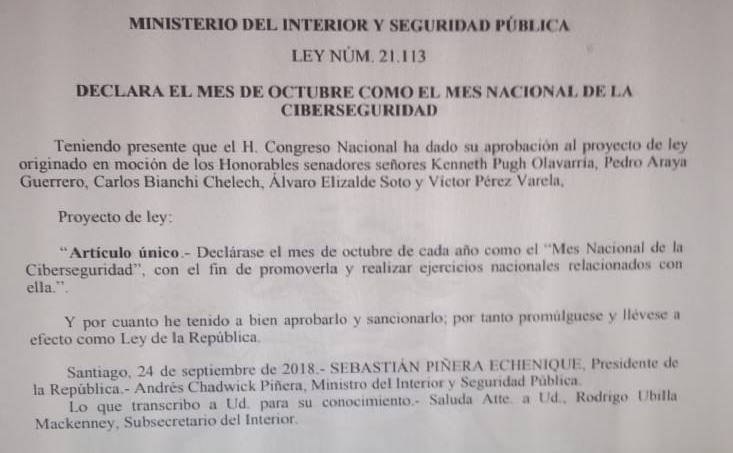 MINISTERIO DEL INTERIOR Y SEGURIDAD PÚBLICA
LEY NÚM. 21.113
DECLARA EL MES DE OCTUBRE COMO EL MES NACIONAL DE LA
CIBERSEGURIDAD
Teniendo presente que el H. Congreso Nacional ha dado su aprobación al proyecto de ley
originado en moción de los Honorables senadores señores Kenneth Pugh Olavarría, Pedro Araya
Guerrero, Carlos Bianchi Chelech, Álvaro Elizalde Soto y Víctor Pérez Varela,
Proyecto de ley:
“Artículo único.- Declárase el mes de octubre de cada año como el “Mes Nacional de la
Ciberseguridad”, con el fin de promoverla y realizar ejercicios nacionales relacionados con
ella.”.
Y por cuanto he tenido a bien aprobarlo y sancionarlo; por tanto promúlguese y llévese a
efecto como Ley de la República.
Santiago, 24 de septiembre de 2018.- SEBASTIÁN PIÑERA ECHENIQUE, Presidente de
la República.- Andrés Chadwick Piñera, Ministro del Interior y Seguridad Pública.
Lo que transcribo a Ud. para su conocimiento.- Saluda Atte. a Ud., Rodrigo Ubilla
Mackenney, Subsecretario del Interior.